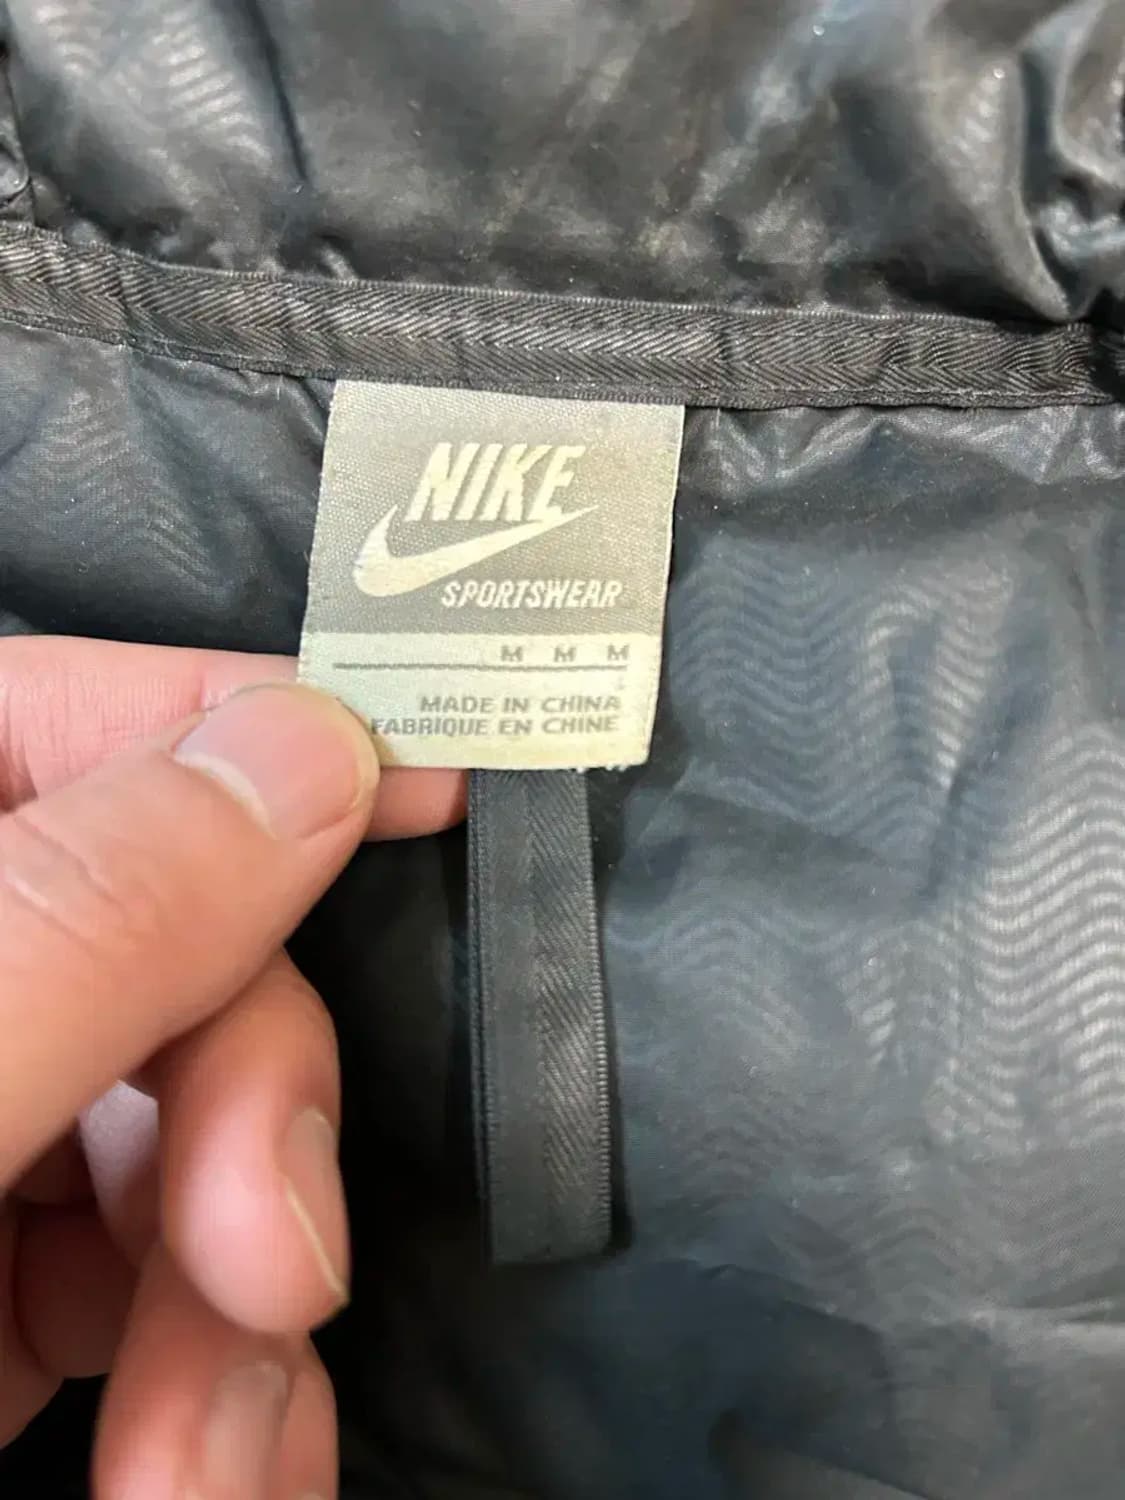 NIKE
SPORTSWEAR
M M M
MADE IN CHINA
FABRIQUE EN CHINE